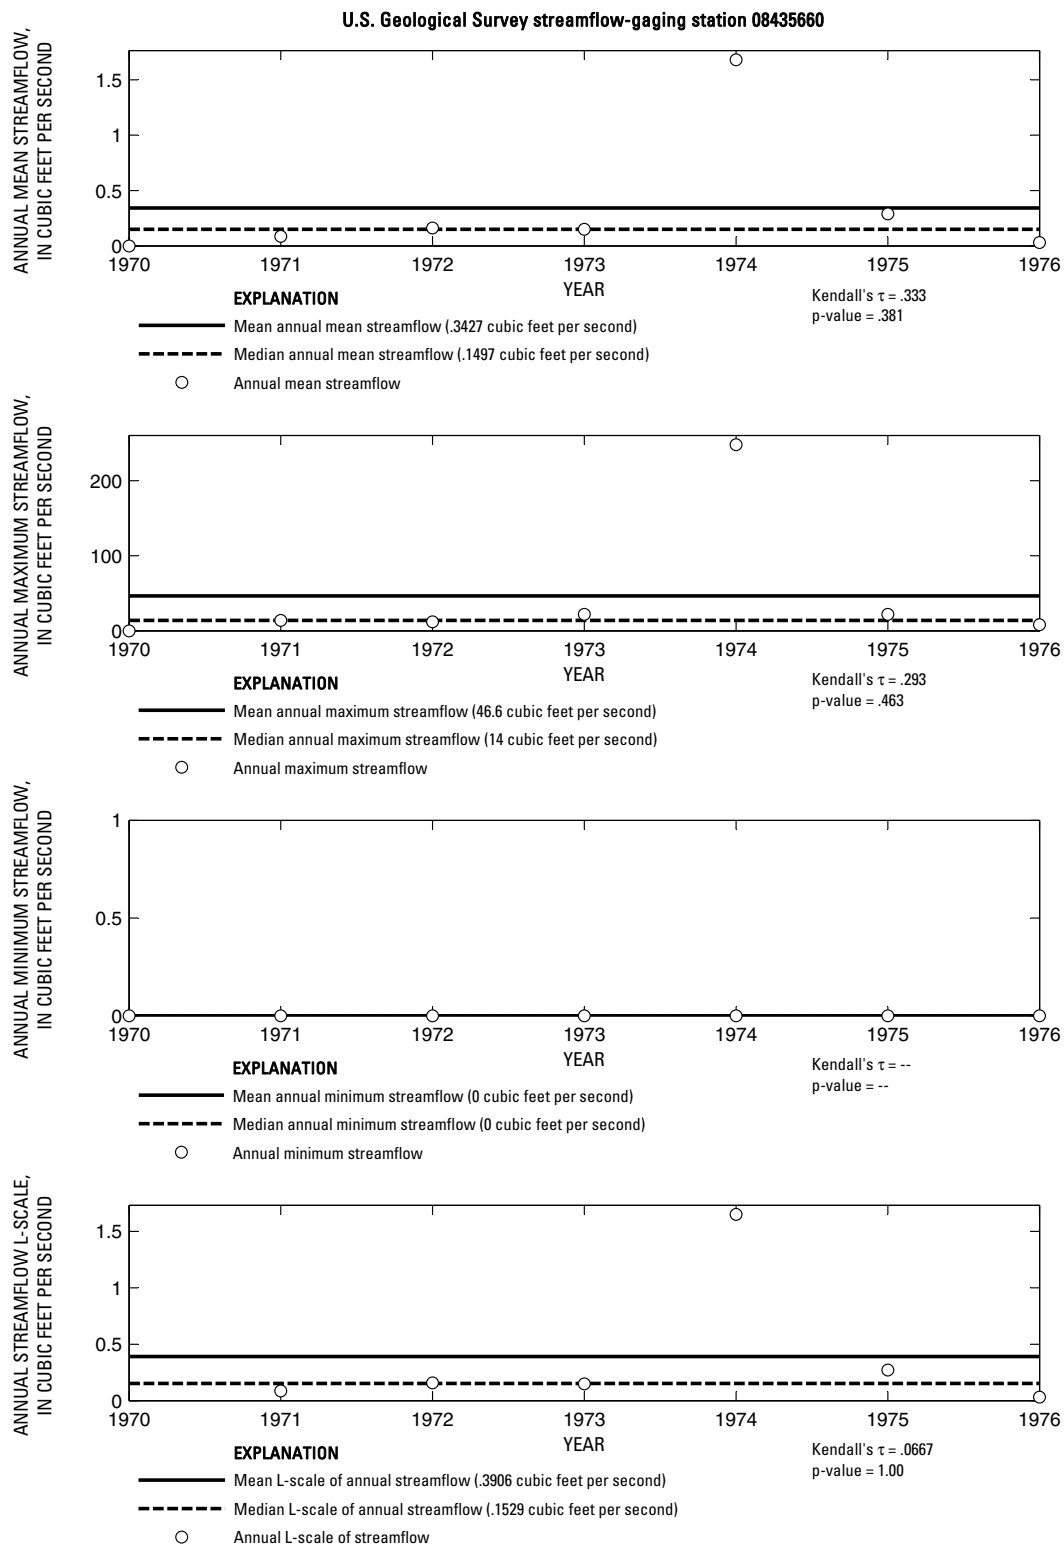 U.S. Geological Survey streamflow-gaging station 08435660
ANNUAL MEAN STREAMFLOW,
IN CUBIC FEET PER SECOND
1.5
1
0.5
0
1970 1971 1972 1973 1974 1975 1976
YEAR
EXPLANATION
Mean annual mean streamflow (.3427 cubic feet per second)
Median annual mean streamflow (.1497 cubic feet per second)
Annual mean streamflow
Kendall's τ = .333
p-value = .381
ANNUAL MAXIMUM STREAMFLOW,
IN CUBIC FEET PER SECOND
200
100
0
1970 1971 1972 1973 1974 1975 1976
YEAR
EXPLANATION
Mean annual maximum streamflow (46.6 cubic feet per second)
Median annual maximum streamflow (14 cubic feet per second)
Annual maximum streamflow
Kendall's τ = .293
p-value = .463
ANNUAL MINIMUM STREAMFLOW,
IN CUBIC FEET PER SECOND
1
0.5
0
1970 1971 1972 1973 1974 1975 1976
YEAR
EXPLANATION
Mean annual minimum streamflow (0 cubic feet per second)
Median annual minimum streamflow (0 cubic feet per second)
Annual minimum streamflow
Kendall's τ = --
p-value = --
ANNUAL STREAMFLOW L-SCALE,
IN CUBIC FEET PER SECOND
1.5
1
0.5
0
1970 1971 1972 1973 1974 1975 1976
YEAR
EXPLANATION
Mean L-scale of annual streamflow (.3906 cubic feet per second)
Median L-scale of annual streamflow (.1529 cubic feet per second)
Annual L-scale of streamflow
Kendall's τ = .0667
p-value = 1.00